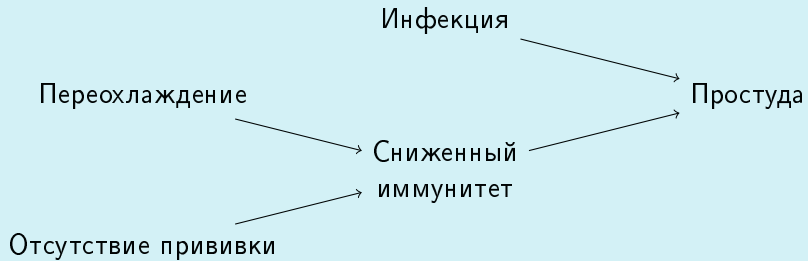 Инфекция
Переохлаждение
Простуда
Сниженный
иммунитет
Отсутствие прививки